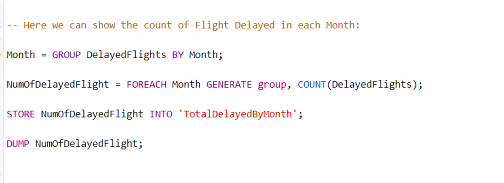 -- Here we can show the count of Flight Delayed in each Month:
Month = GROUP DelayedFlights BY Month;
NumOfDelayedFlight = FOREACH Month GENERATE group, COUNT(DelayedFlights);
STORE NumOfDelayedFlight INTO 'TotalDelayedByMonth';
DUMP NumOfDelayedFlight;